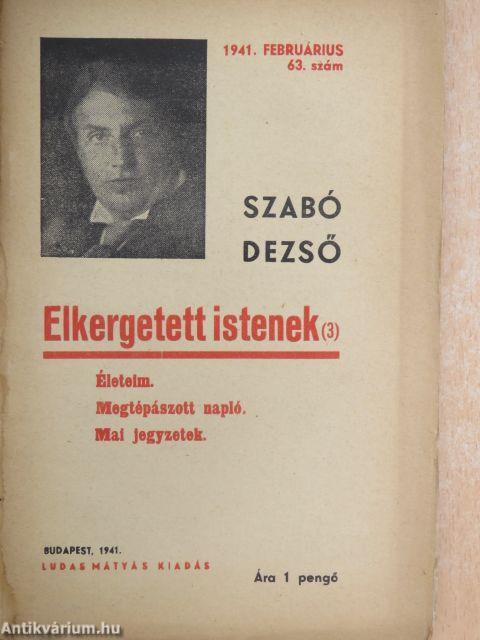 1941. FEBRUÁRIUS
63. szám
SZABÓ
DEZSŐ
Elkergetett istenek (3)
Életeim.
Megtépászott napló.
Mai jegyzetek.
BUDAPEST, 1941.
LUDAS MÁTYÁS KIADÁS
Ára 1 pengő
Antikvárium.hu